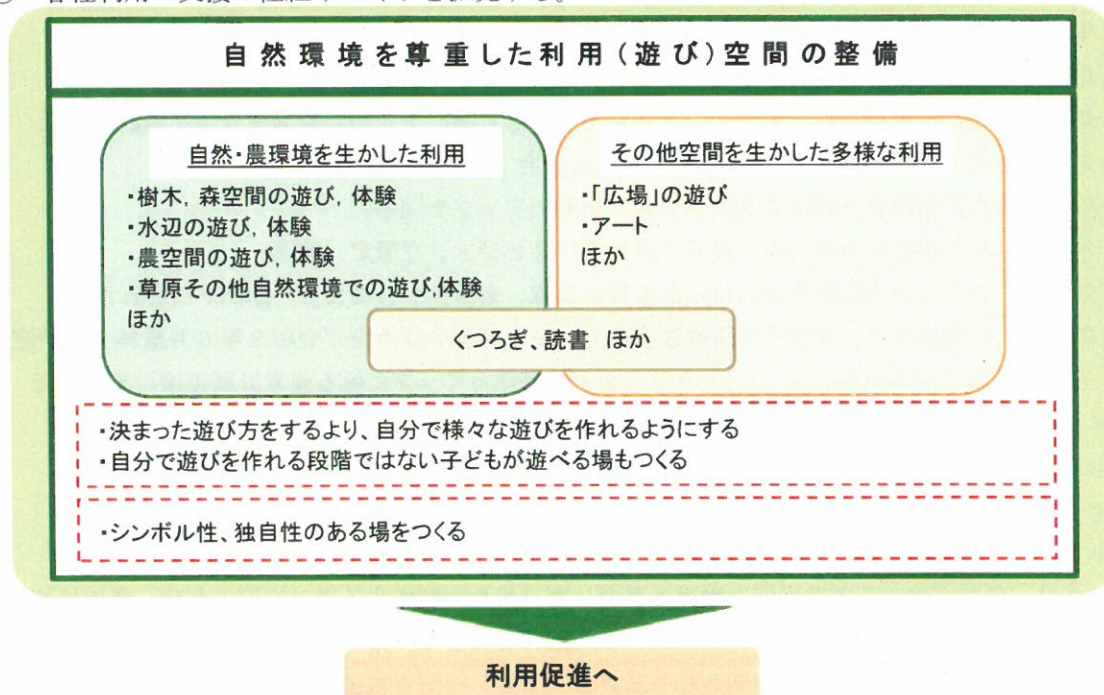 自然環境を尊重した利用(遊び)空間の整備
自然・農環境を生かした利用
・樹木，森空間の遊び，体験
・水辺の遊び，体験
・農空間の遊び，体験
・草原その他自然環境での遊び,体験
ほか
その他空間を生かした多様な利用
・「広場」の遊び
・アート
ほか
くつろぎ、読書 ほか
・決まった遊び方をするより、自分で様々な遊びを作れるようにする
・自分で遊びを作れる段階ではない子どもが遊べる場もつくる
・シンボル性、独自性のある場をつくる
利用促進へ